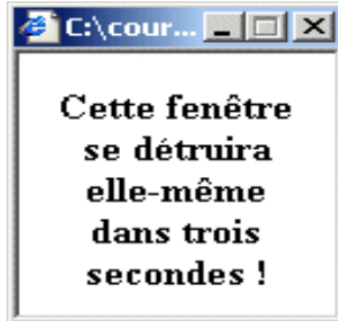 C:\cour...
Cette fenêtre
se détruira
elle-même
dans trois
secondes !